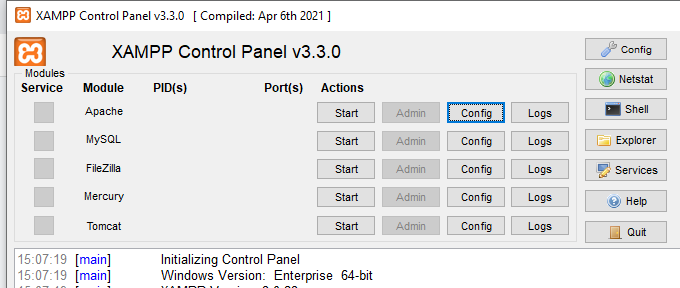 XAMPP Control Panel v3.3.0 [ Compiled: Apr 6th 2021 ]
XAMPP Control Panel v3.3.0
Config
Modules
Service Module PID(s) Port(s) Actions
Netstat
Apache Start Admin Config Logs
Shell
MySQL Start Admin Config Logs
Explorer
FileZilla Start Admin Config Logs
Services
Mercury Start Admin Config Logs
Help
Tomcat Start Admin Config Logs
Quit
15:07:19 [main] Initializing Control Panel
15:07:19 [main] Windows Version: Enterprise 64-bit